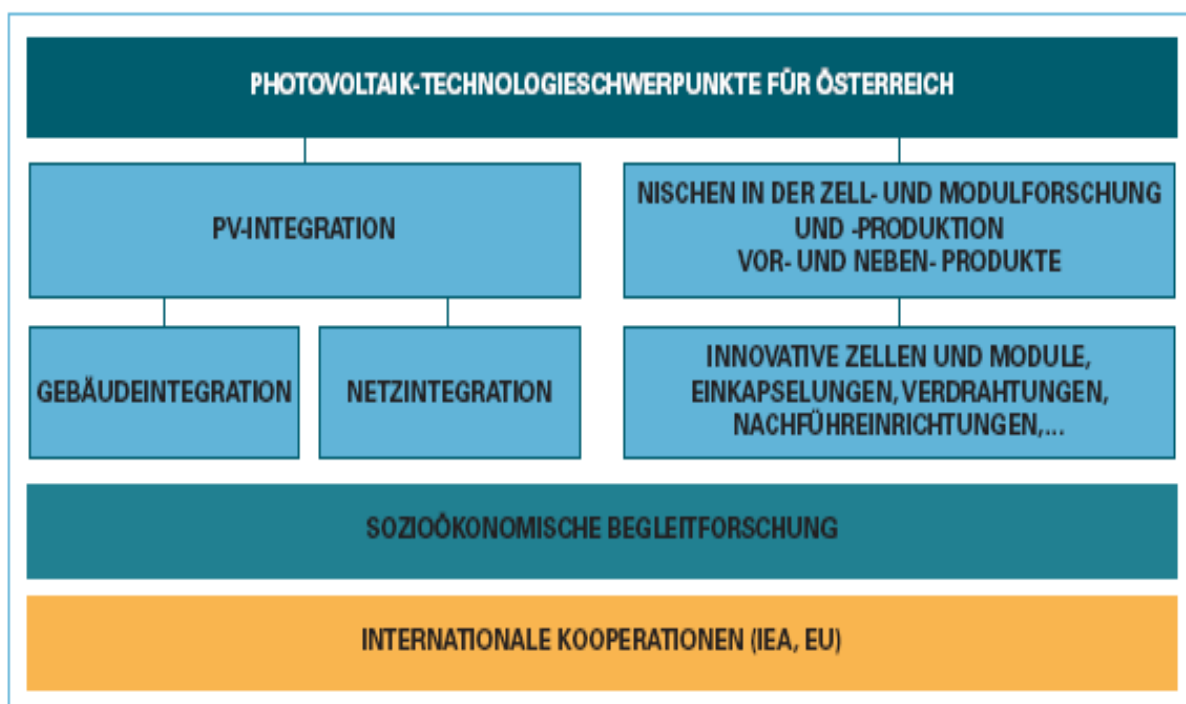 PHOTOVOLTAIK-TECHNOLOGIESCHWERPUNKTE FÜR ÖSTERREICH
PV-INTEGRATION
NISCHEN IN DER ZELL- UND MODULFORSCHUNG
UND -PRODUKTION
VOR- UND NEBEN- PRODUKTE
GEBÄUDEINTEGRATION
NETZINTEGRATION
INNOVATIVE ZELLEN UND MODULE,
EINKAPSELUNGEN, VERDRAHTUNGEN,
NACHFÜHREINRICHTUNGEN,...
SOZIOÖKONOMISCHE BEGLEITFORSCHUNG
INTERNATIONALE KOOPERATIONEN (IEA, EU)